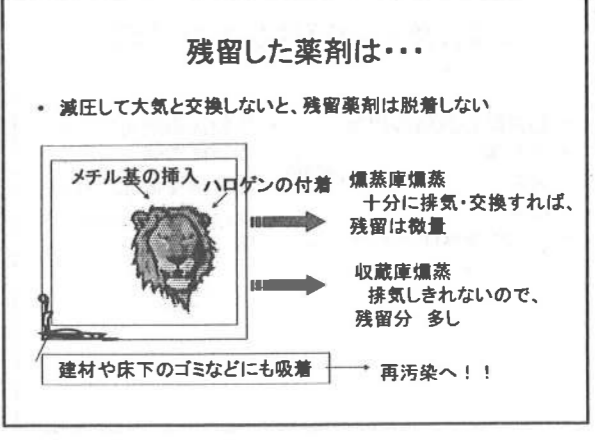 残留した薬剤は・・・
• 減圧して大気と交換しないと、残留薬剤は脱着しない
メチル基の挿入
ハロゲンの付着
燻蒸庫燻蒸
十分に排気・交換すれば、
残留は微量
収蔵庫燻蒸
排気しきれないので、
残留分 多し
建材や床下のゴミなどにも吸着
再汚染へ！！